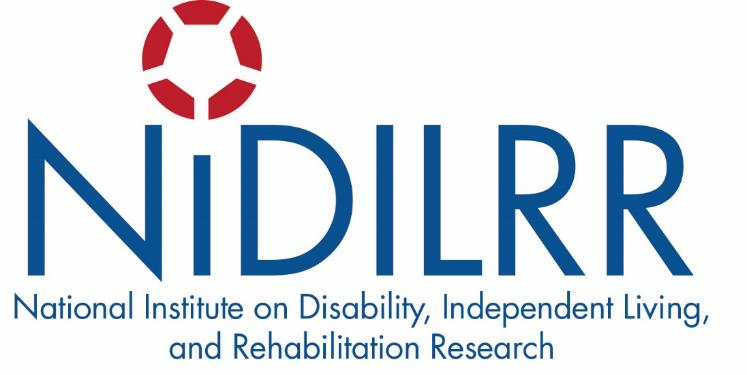 NiDILRR
National Institute on Disability, Independent Living,
and Rehabilitation Research